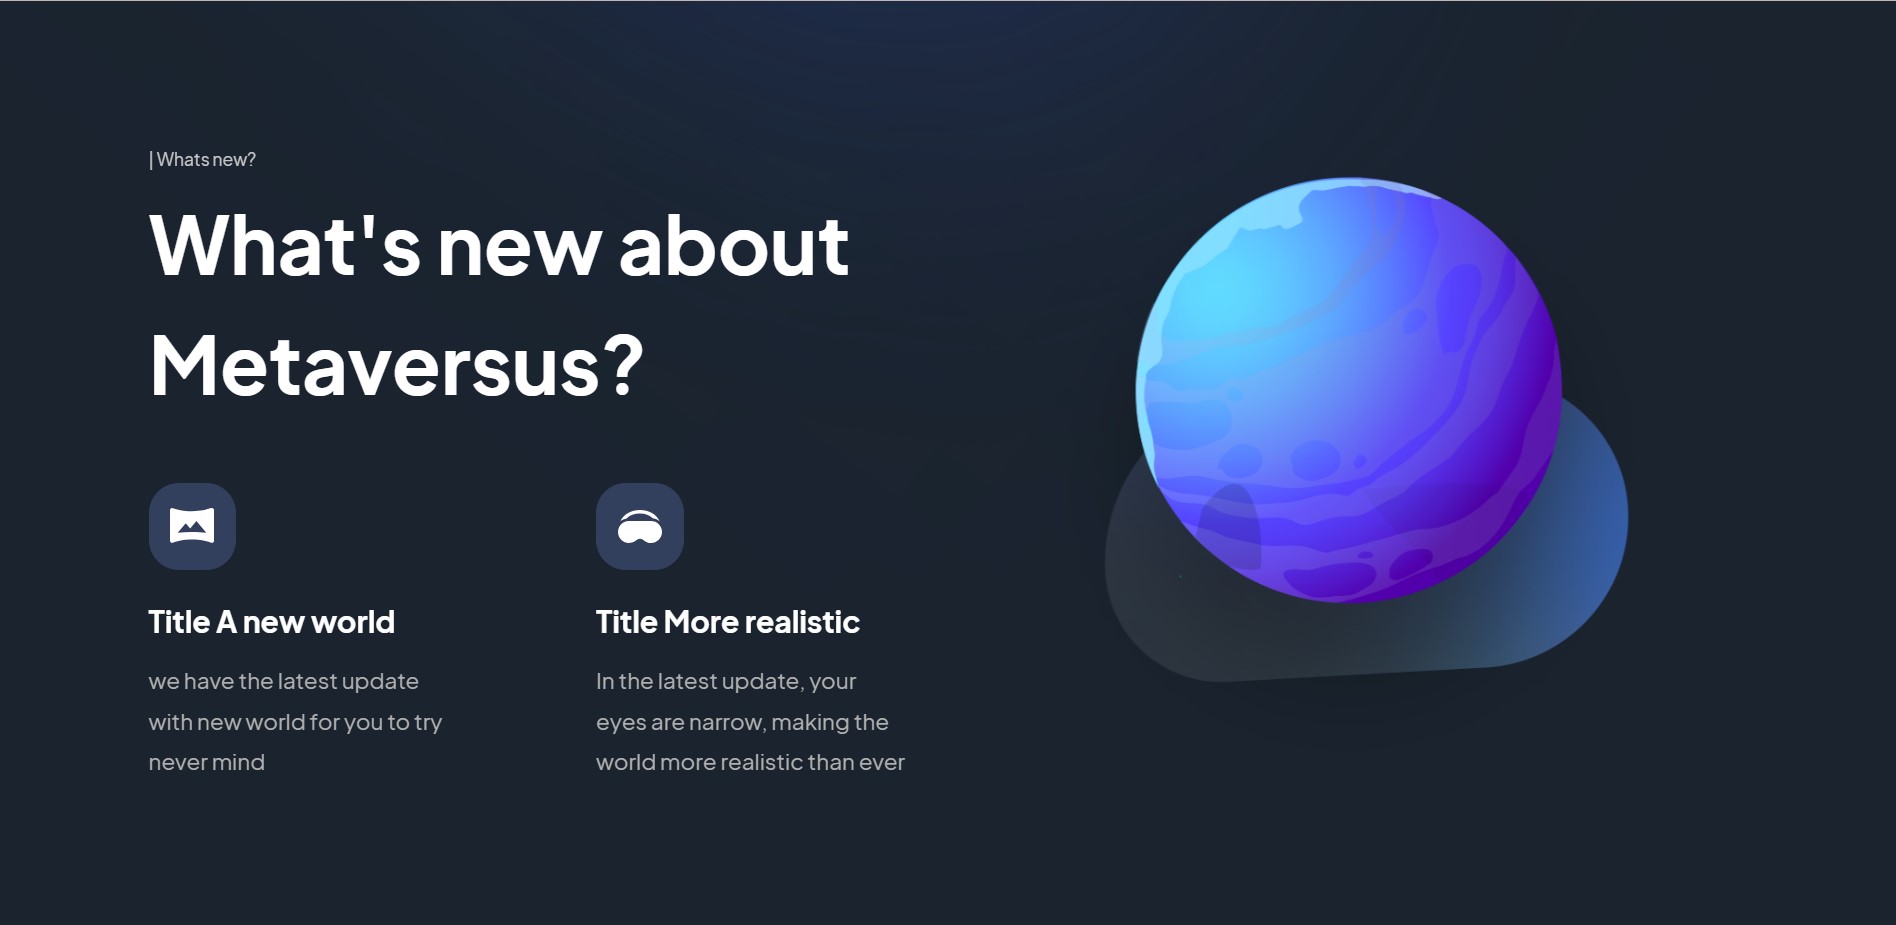 | Whats new?
What's new about
Metaversus?
Title A new world
we have the latest update
with new world for you to try
never mind
Title More realistic
In the latest update, your
eyes are narrow, making the
world more realistic than ever